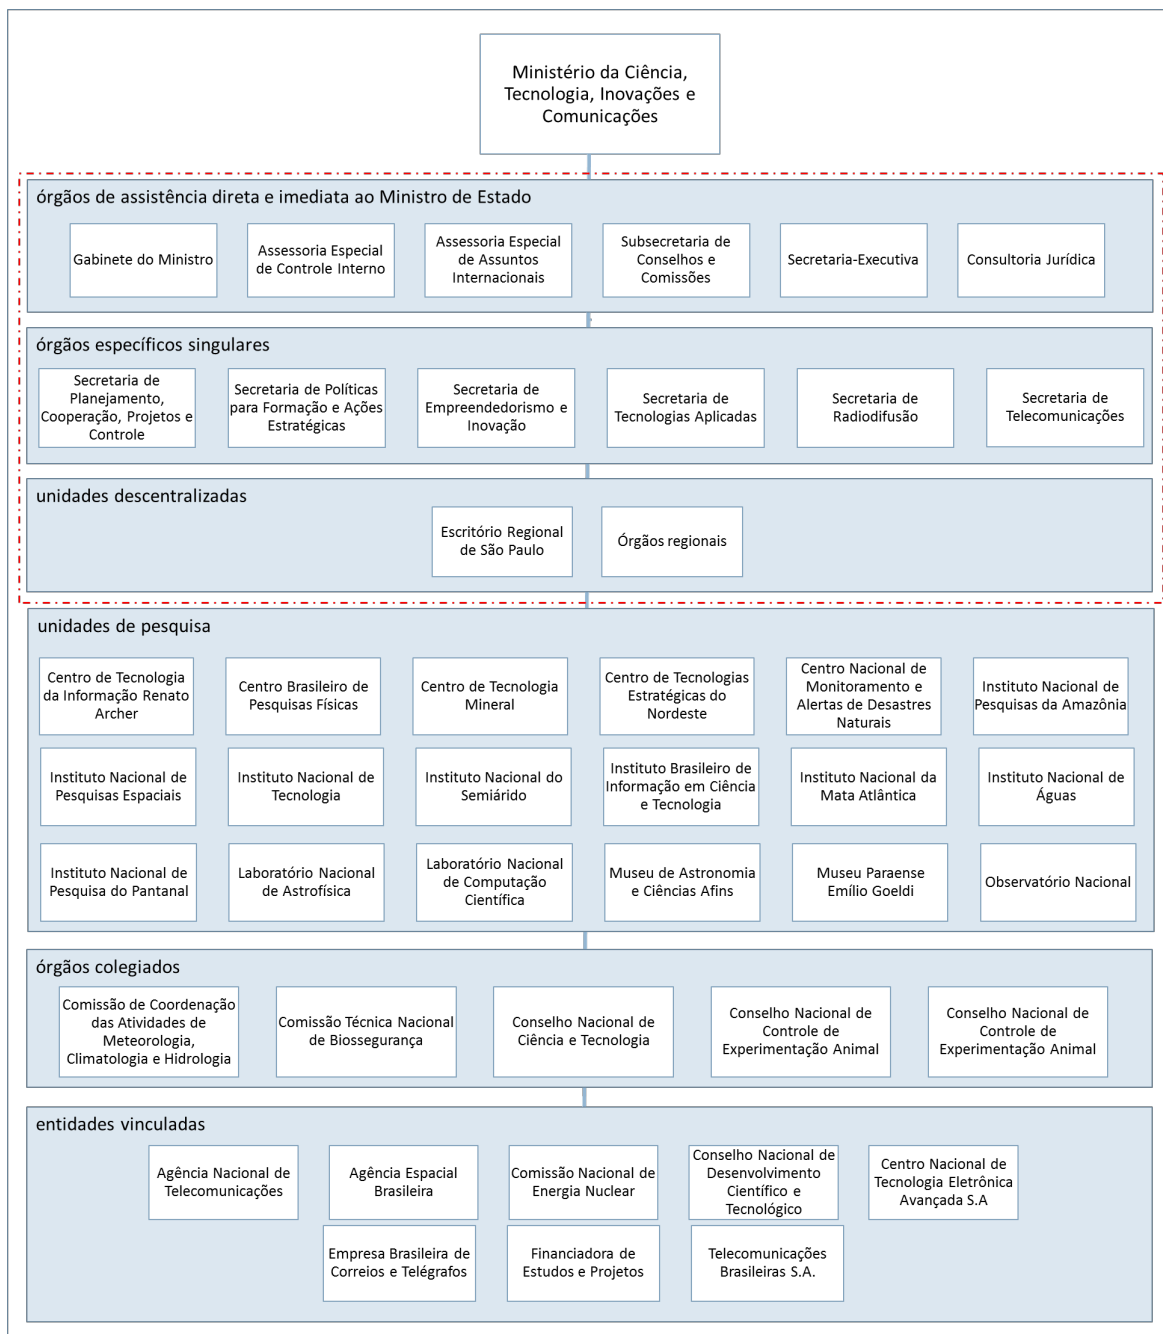 Ministério da Ciência,
Tecnologia, Inovações e
Comunicações
órgãos de assistência direta e imediata ao Ministro de Estado
Gabinete do Ministro
Assessoria Especial
de Controle Interno
Assessoria Especial
de Assuntos
Internacionais
Subsecretaria de
Conselhos e
Comissões
Secretaria-Executiva
Consultoria Jurídica
órgãos específicos singulares
Secretaria de
Planejamento,
Cooperação, Projetos e
Controle
Secretaria de Políticas
para Formação e Ações
Estratégicas
Secretaria de
Empreendedorismo e
Inovação
Secretaria de
Tecnologias Aplicadas
Secretaria de
Radiodifusão
Secretaria de
Telecomunicações
unidades descentralizadas
Escritório Regional
de São Paulo
Órgãos regionais
unidades de pesquisa
Centro de Tecnologia
da Informação Renato
Archer
Centro Brasileiro de
Pesquisas Físicas
Centro de Tecnologia
Mineral
Centro de Tecnologias
Estratégicas do
Nordeste
Centro Nacional de
Monitoramento e
Alertas de Desastres
Naturais
Instituto Nacional de
Pesquisas da Amazônia
Instituto Nacional de
Pesquisas Espaciais
Instituto Nacional de
Tecnologia
Instituto Nacional do
Semiárido
Instituto Brasileiro de
Informação em Ciência
e Tecnologia
Instituto Nacional da
Mata Atlântica
Instituto Nacional de
Águas
Instituto Nacional de
Pesquisa do Pantanal
Laboratório Nacional
de Astrofísica
Laboratório Nacional
de Computação
Científica
Museu de Astronomia
e Ciências Afins
Museu Paraense
Emílio Goeldi
Observatório Nacional
órgãos colegiados
Comissão de Coordenação
das Atividades de
Meteorologia,
Climatologia e Hidrologia
Comissão Técnica Nacional
de Biossegurança
Conselho Nacional de
Ciência e Tecnologia
Conselho Nacional de
Controle de
Experimentação Animal
Conselho Nacional de
Controle de
Experimentação Animal
entidades vinculadas
Agência Nacional de
Telecomunicações
Agência Espacial
Brasileira
Comissão Nacional de
Energia Nuclear
Conselho Nacional de
Desenvolvimento
Científico e
Tecnológico
Centro Nacional de
Tecnologia Eletrônica
Avançada S.A
Empresa Brasileira de
Correios e Telégrafos
Financiadora de
Estudos e Projetos
Telecomunicações
Brasileiras S.A.